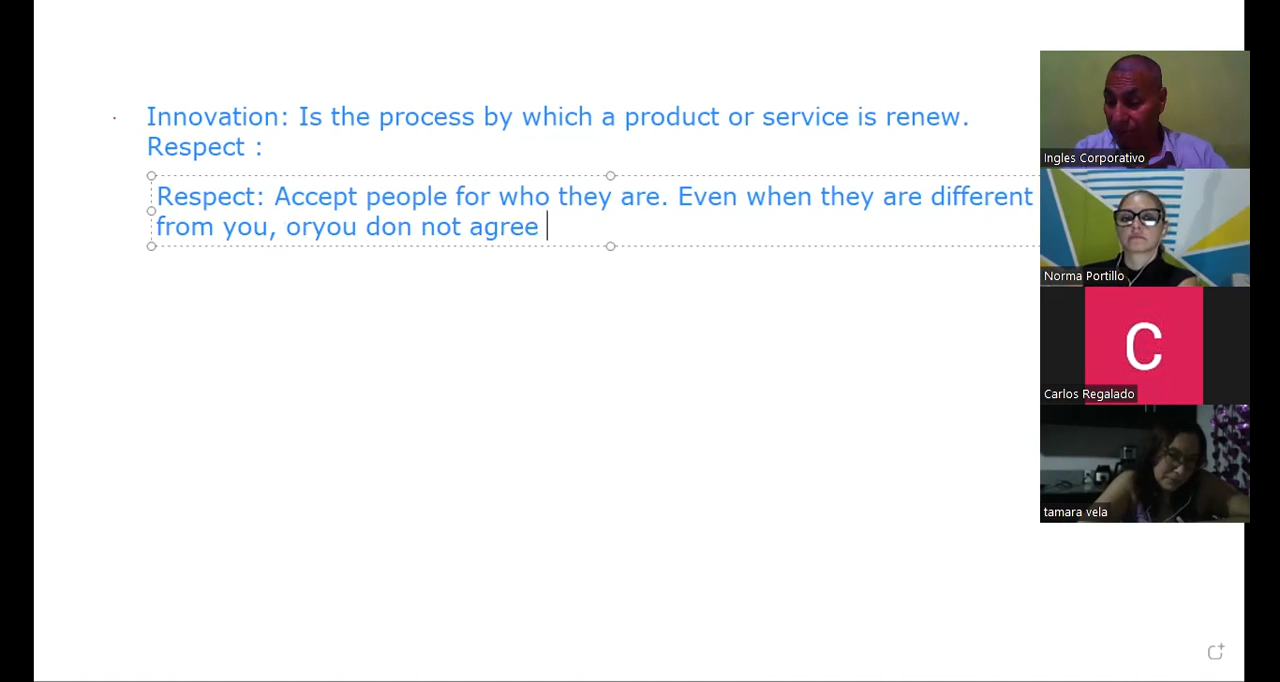 Innovation: Is the process by which a product or service is renew.
Respect :
Respect: Accept people for who they are. Even when they are different
from you, oryou don not agree
Ingles Corporativo
Norma Portillo
C
Carlos Regalado
tamara vela